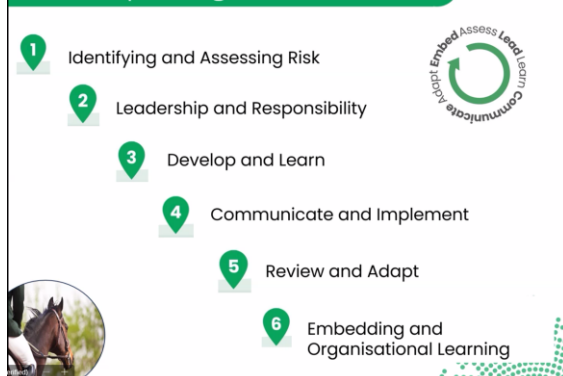 1
Identifying and Assessing Risk
2
Leadership and Responsibility
3
Develop and Learn
4
Communicate and Implement
5
Review and Adapt
6
Embedding and
Organisational Learning
Assess Lead Learn Communicate Adapt Embed